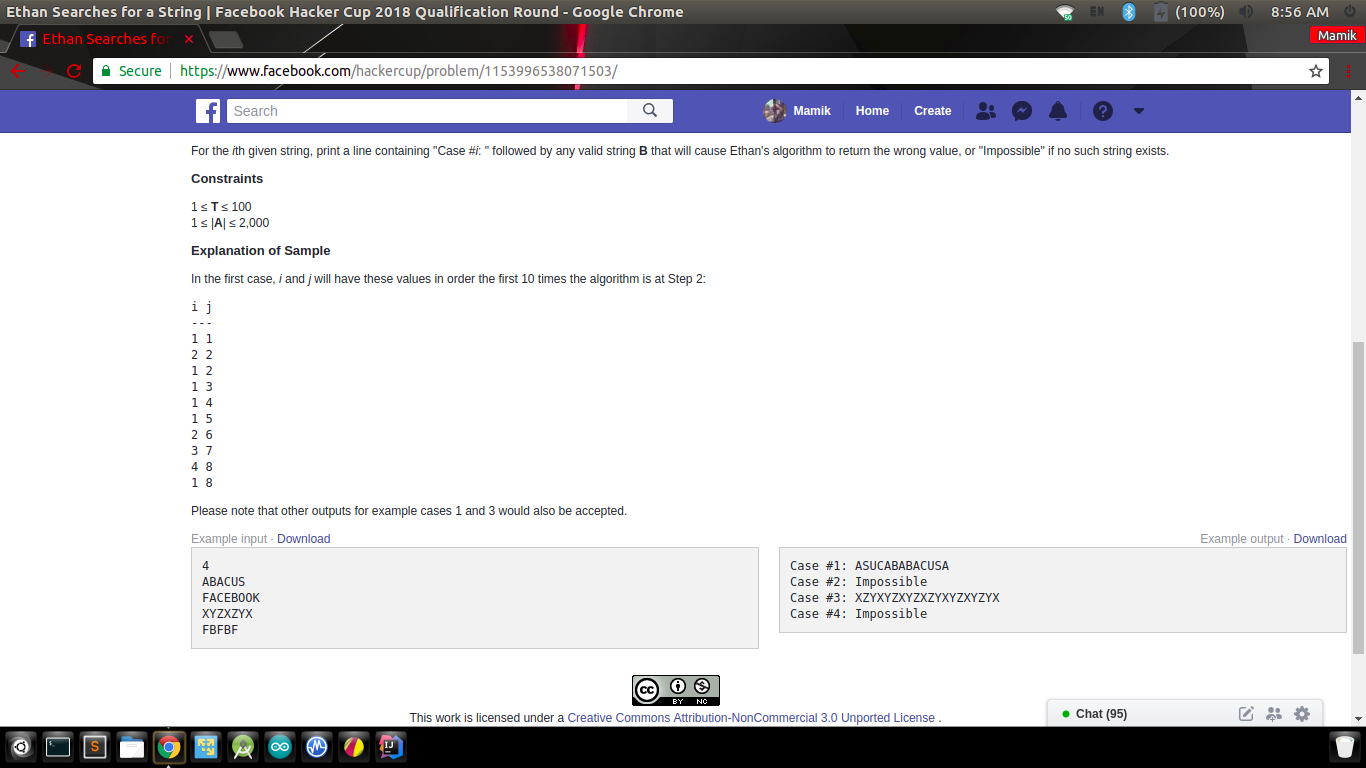 Ethan Searches for a String | Facebook Hacker Cup 2018 Qualification Round - Google Chrome
50 EN (100%) 8:56 AM
Ethan Searches for × Mamik
Secure https://www.facebook.com/hackercup/problem/1153996538071503/
Search Mamik Home Create
For the ith given string, print a line containing "Case #i: " followed by any valid string B that will cause Ethan's algorithm to return the wrong value, or "Impossible" if no such string exists.
Constraints
1 ≤ T ≤ 100
1 ≤ |A| ≤ 2,000
Explanation of Sample
In the first case, i and j will have these values in order the first 10 times the algorithm is at Step 2:
i j
---
1 1
2 2
1 2
1 3
1 4
1 5
2 6
3 7
4 8
1 8
Please note that other outputs for example cases 1 and 3 would also be accepted.
Example input · Download
4
ABACUS
FACEBOOK
XYZXZYX
FBFBF
Example output · Download
Case #1: ASUCABABACUSA
Case #2: Impossible
Case #3: XZYXYZXYZXZYXYZXYZYX
Case #4: Impossible
cc BY NC
This work is licensed under a Creative Commons Attribution-NonCommercial 3.0 Unported License .
Chat (95)